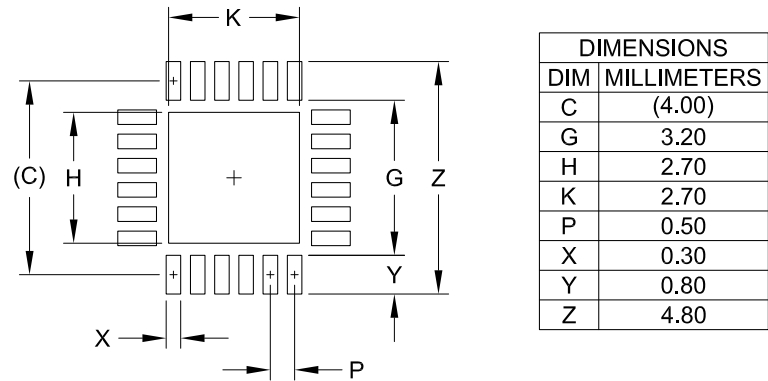 K
(C)
H
G
Z
Y
X
P
DIMENSIONS
DIM MILLIMETERS
C (4.00)
G 3.20
H 2.70
K 2.70
P 0.50
X 0.30
Y 0.80
Z 4.80